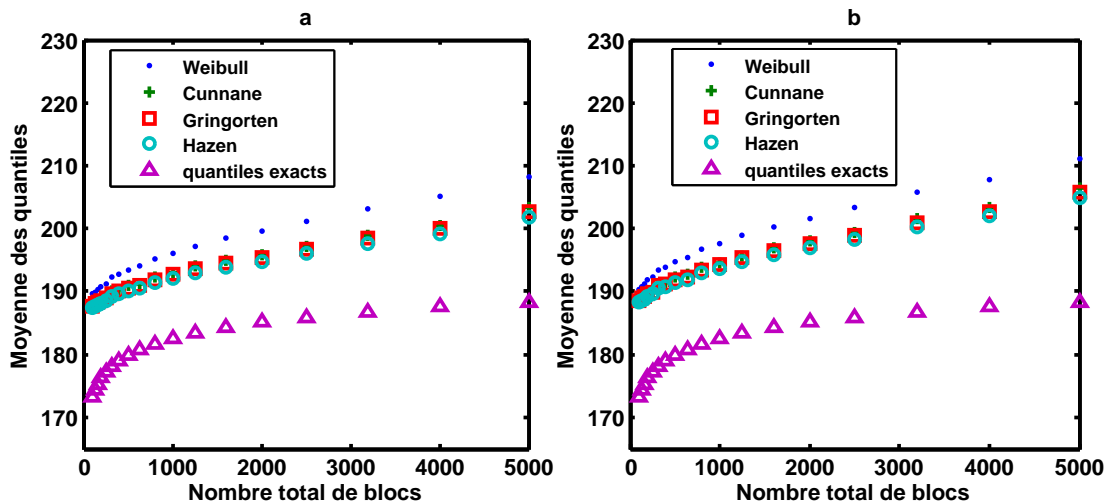 a
Moyenne des quantiles
230
220
210
200
190
180
170
Weibull
Cunnane
Gringorten
Hazen
quantiles exacts
0 1000 2000 3000 4000 5000
Nombre total de blocs
b
Moyenne des quantiles
230
220
210
200
190
180
170
Weibull
Cunnane
Gringorten
Hazen
quantiles exacts
0 1000 2000 3000 4000 5000
Nombre total de blocs